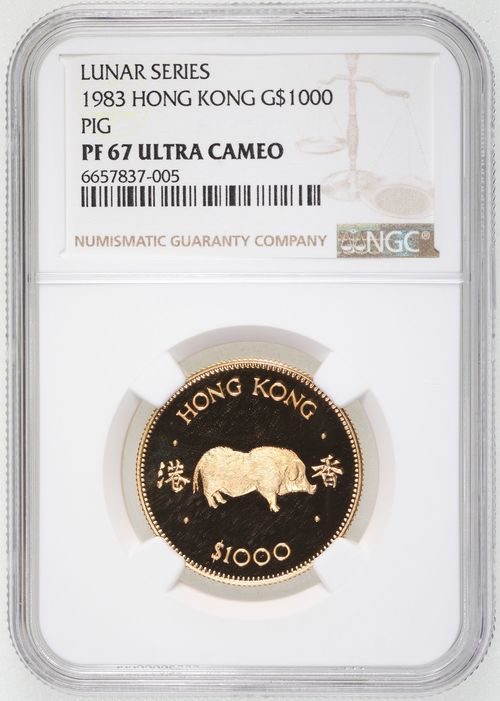 LUNAR SERIES
1983 HONG KONG G$1000
PIG
PF 67 ULTRA CAMEO
6657837-005
NUMISMATIC GUARANTY COMPANY
NGC®
HONG KONG
港 香
$1000